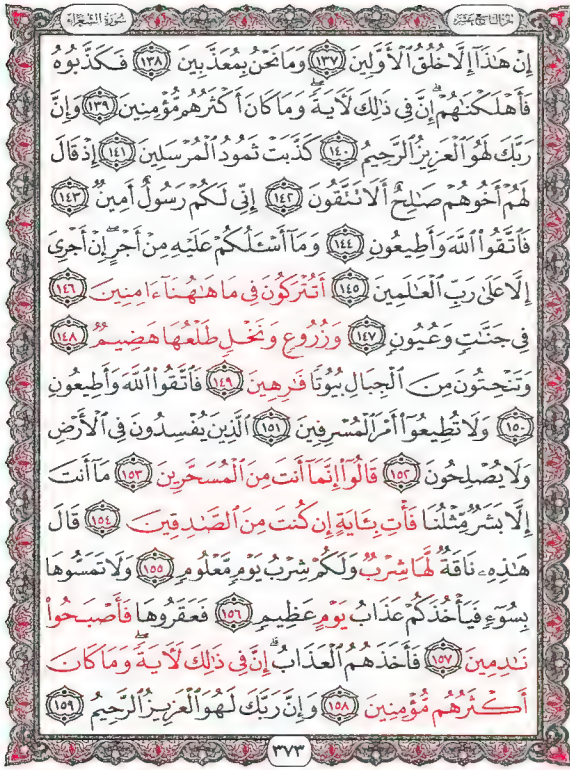 الجزء التاسع عشر سورة الشعراء
إِنْ هَٰذَآ إِلَّا خُلُقُ ٱلْأَوَّلِينَ ١٣٧ وَمَا نَحْنُ بِمُعَذَّبِينَ ١٣٨ فَكَذَّبُوهُ
فَأَهْلَكْنَٰهُمْ ۗ إِنَّ فِى ذَٰلِكَ لَءَايَةً ۖ وَمَا كَانَ أَكْثَرُهُم مُّؤْمِنِينَ ١٣٩ وَإِنَّ
رَبَّكَ لَهُوَ ٱلْعَزِيزُ ٱلرَّحِيمُ ١٤٠ كَذَّبَتْ ثَمُودُ ٱلْمُرْسَلِينَ ١٤١ إِذْ قَالَ
لَهُمْ أَخُوهُمْ صَٰلِحٌ أَلَا تَتَّقُونَ ١٤٢ إِنِّى لَكُمْ رَسُولٌ أَمِينٌ ١٤٣
فَٱتَّقُوا۟ ٱللَّهَ وَأَطِيعُونِ ١٤٤ وَمَآ أَسْـَٔلُكُمْ عَلَيْهِ مِنْ أَجْرٍ ۖ إِنْ أَجْرِىَ
إِلَّا عَلَىٰ رَبِّ ٱلْعَٰلَمِينَ ١٤٥ أَتُتْرَكُونَ فِى مَا هَٰهُنَآ ءَامِنِينَ ١٤٦
فِى جَنَّٰتٍ وَعُيُونٍ ١٤٧ وَزُرُوعٍ وَنَخْلٍ طَلْعُهَا هَضِيمٌ ١٤٨
وَتَنْحِتُونَ مِنَ ٱلْجِبَالِ بُيُوتًا فَٰرِهِينَ ١٤٩ فَٱتَّقُوا۟ ٱللَّهَ وَأَطِيعُونِ
١٥٠ وَلَا تُطِيعُوٓا۟ أَمْرَ ٱلْمُسْرِفِينَ ١٥١ ٱلَّذِينَ يُفْسِدُونَ فِى ٱلْأَرْضِ
وَلَا يُصْلِحُونَ ١٥٢ قَالُوٓا۟ إِنَّمَآ أَنتَ مِنَ ٱلْمُسَحَّرِينَ ١٥٣ مَآ أَنتَ
إِلَّا بَشَرٌ مِّثْلُنَا فَأْتِ بِـَٔايَةٍ إِن كُنتَ مِنَ ٱلصَّٰدِقِينَ ١٥٤ قَالَ
هَٰذِهِۦ نَاقَةٌ لَّهَا شِرْبٌ وَلَكُمْ شِرْبُ يَوْمٍ مَّعْلُومٍ ١٥٥ وَلَا تَمَسُّوهَا
بِسُوٓءٍ فَيَأْخُذَكُمْ عَذَابُ يَوْمٍ عَظِيمٍ ١٥٦ فَعَقَرُوهَا فَأَصْبَحُوا۟
نَٰدِمِينَ ١٥٧ فَأَخَذَهُمُ ٱلْعَذَابُ ۗ إِنَّ فِى ذَٰلِكَ لَءَايَةً ۖ وَمَا كَانَ
أَكْثَرُهُم مُّؤْمِنِينَ ١٥٨ وَإِنَّ رَبَّكَ لَهُوَ ٱلْعَزِيزُ ٱلرَّحِيمُ ١٥٩
٣٧٣